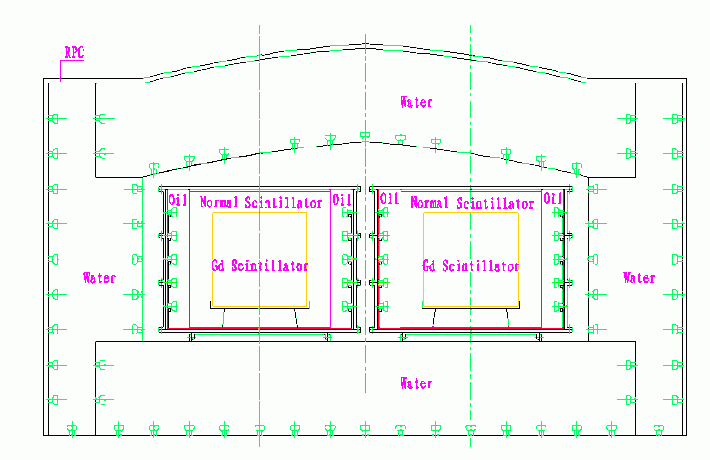 RPC
Water
Oil Normal Scintillator Oil
Oil Normal Scintillator Oil
Gd Scintillator
Gd Scintillator
Water
Water
Water